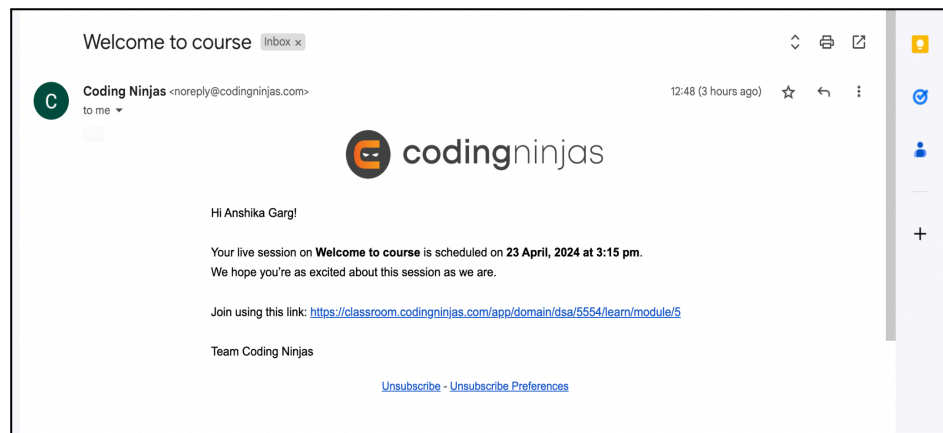 Welcome to course Inbox x
Coding Ninjas <noreply@codingninjas.com> 12:48 (3 hours ago)
C
to me
codingninjas
Hi Anshika Garg!
Your live session on Welcome to course is scheduled on 23 April, 2024 at 3:15 pm.
We hope you're as excited about this session as we are.
Join using this link: https://classroom.codingninjas.com/app/domain/dsa/5554/learn/module/5
Team Coding Ninjas
Unsubscribe - Unsubscribe Preferences